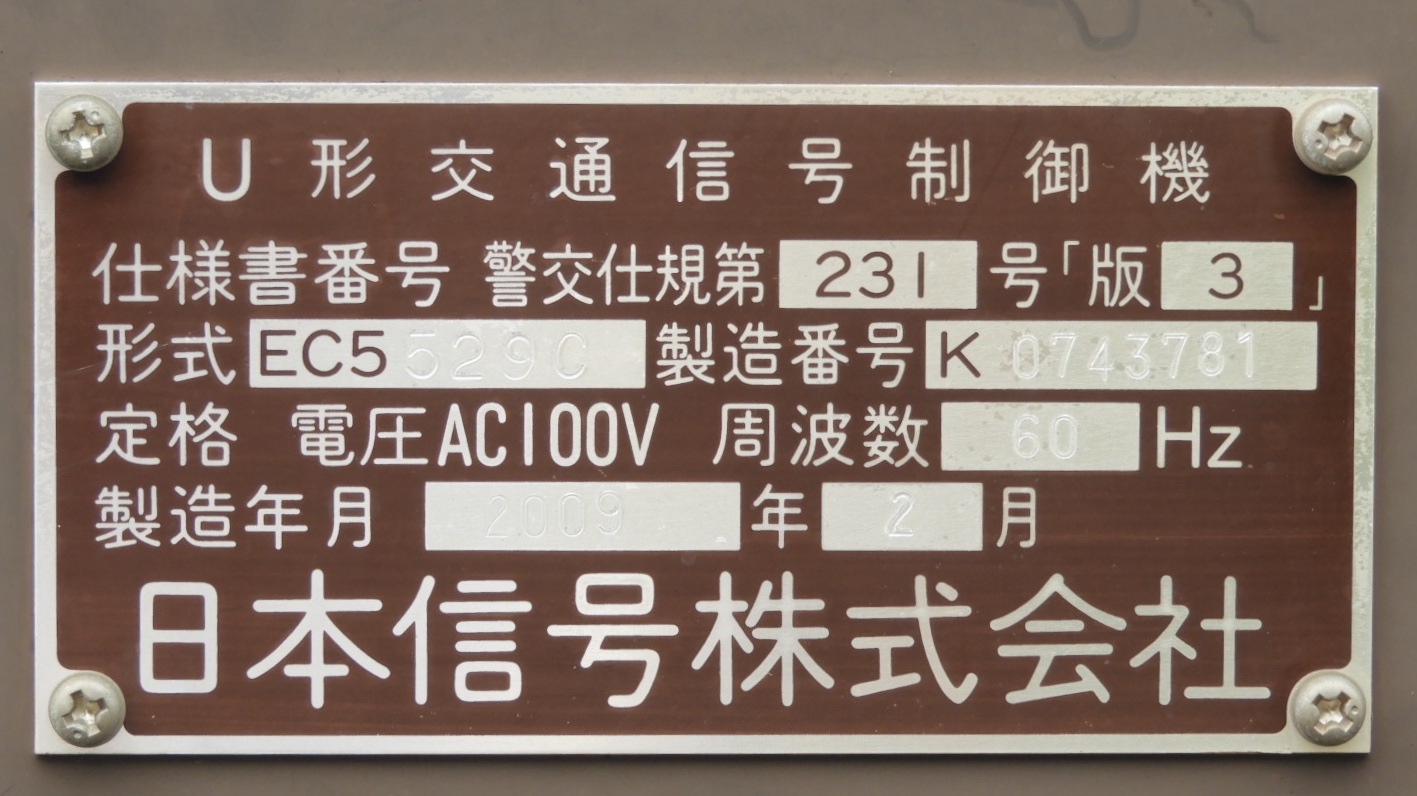 U形交通信号制御機
仕様書番号 警交仕規第 231 号「版 3 」
形式 EC5529C 製造番号 K 0743781
定格 電圧AC100V 周波数 60 Hz
製造年月 2009 年 2 月
日本信号株式会社